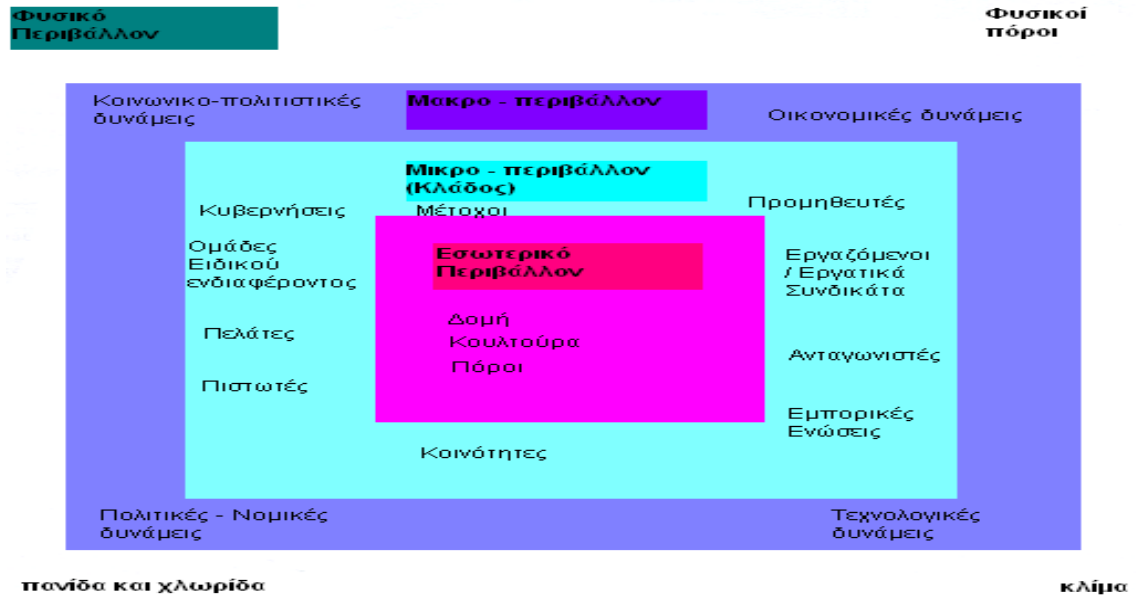 Φυσικό
Περιβάλλον
Φυσικοί
πόροι
Κοινωνικο-πολιτιστικές
δυνάμεις
Μακρο - περιβάλλον
Οικονομικές δυνάμεις
Μικρο - περιβάλλον
(Κλάδος)
Κυβερνήσεις
Μέτοχοι
Προμηθευτές
Ομάδες
Ειδικού
ενδιαφέροντος
Εσωτερικό
Περιβάλλον
Εργαζόμενοι
/ Εργατικά
Συνδικάτα
Δομή
Κουλτούρα
Πόροι
Πελάτες
Ανταγωνιστές
Πιστωτές
Εμπορικές
Ενώσεις
Κοινότητες
Πολιτικές - Νομικές
δυνάμεις
Τεχνολογικές
δυνάμεις
πανίδα και χλωρίδα
κλίμα